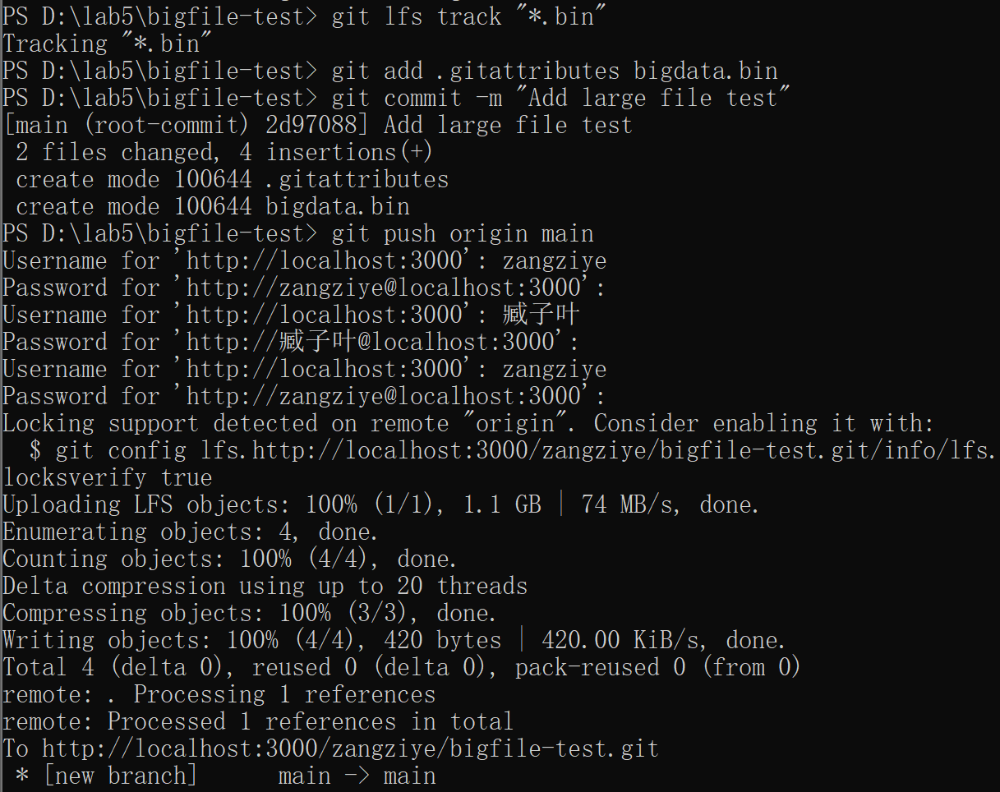 PS D:\lab5\bigfile-test> git lfs track "*.bin"
Tracking "*.bin"
PS D:\lab5\bigfile-test> git add .gitattributes bigdata.bin
PS D:\lab5\bigfile-test> git commit -m "Add large file test"
[main (root-commit) 2d97088] Add large file test
 2 files changed, 4 insertions(+)
 create mode 100644 .gitattributes
 create mode 100644 bigdata.bin
PS D:\lab5\bigfile-test> git push origin main
Username for 'http://localhost:3000': zangziye
Password for 'http://zangziye@localhost:3000':
Username for 'http://localhost:3000': 臧子叶
Password for 'http://臧子叶@localhost:3000':
Username for 'http://localhost:3000': zangziye
Password for 'http://zangziye@localhost:3000':
Locking support detected on remote "origin". Consider enabling it with:
  $ git config lfs.http://localhost:3000/zangziye/bigfile-test.git/info/lfs.
locksverify true
Uploading LFS objects: 100% (1/1), 1.1 GB | 74 MB/s, done.
Enumerating objects: 4, done.
Counting objects: 100% (4/4), done.
Delta compression using up to 20 threads
Compressing objects: 100% (3/3), done.
Writing objects: 100% (4/4), 420 bytes | 420.00 KiB/s, done.
Total 4 (delta 0), reused 0 (delta 0), pack-reused 0 (from 0)
remote: . Processing 1 references
remote: Processed 1 references in total
To http://localhost:3000/zangziye/bigfile-test.git
 * [new branch]      main -> main